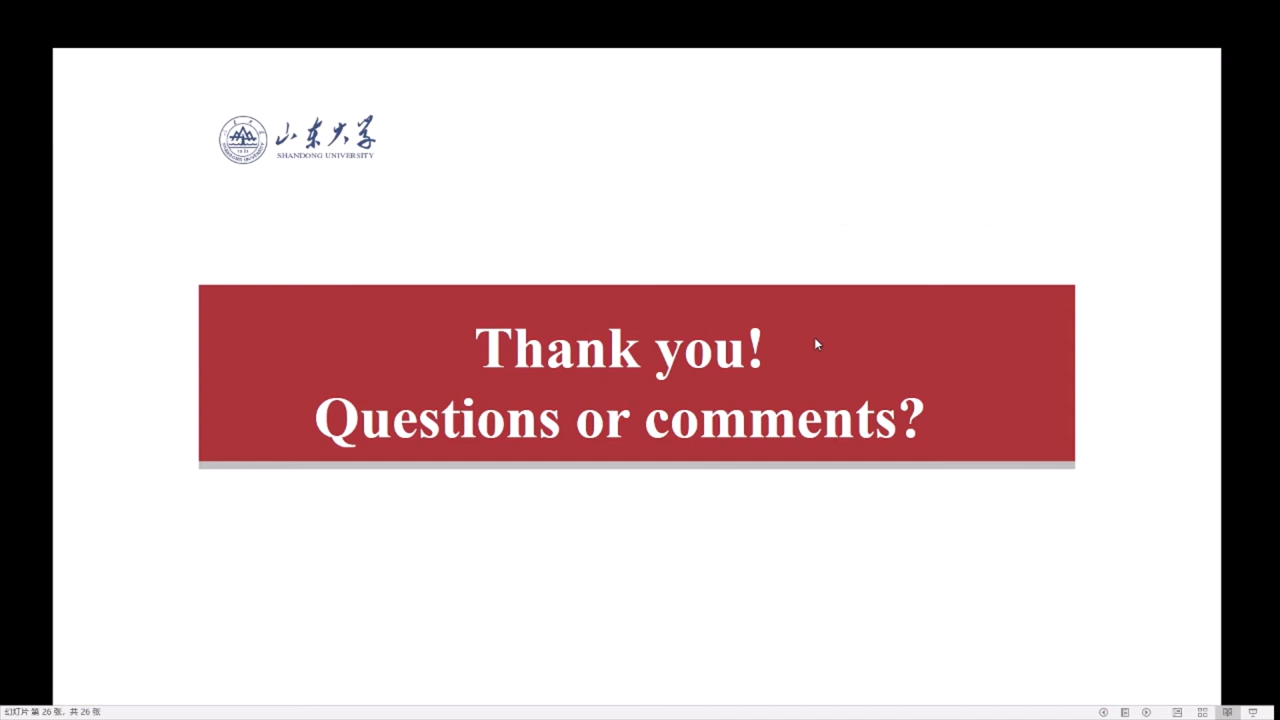 山东大学
SHANDONG UNIVERSITY
Thank you!
Questions or comments?
幻灯片 第 26 张，共 26 张